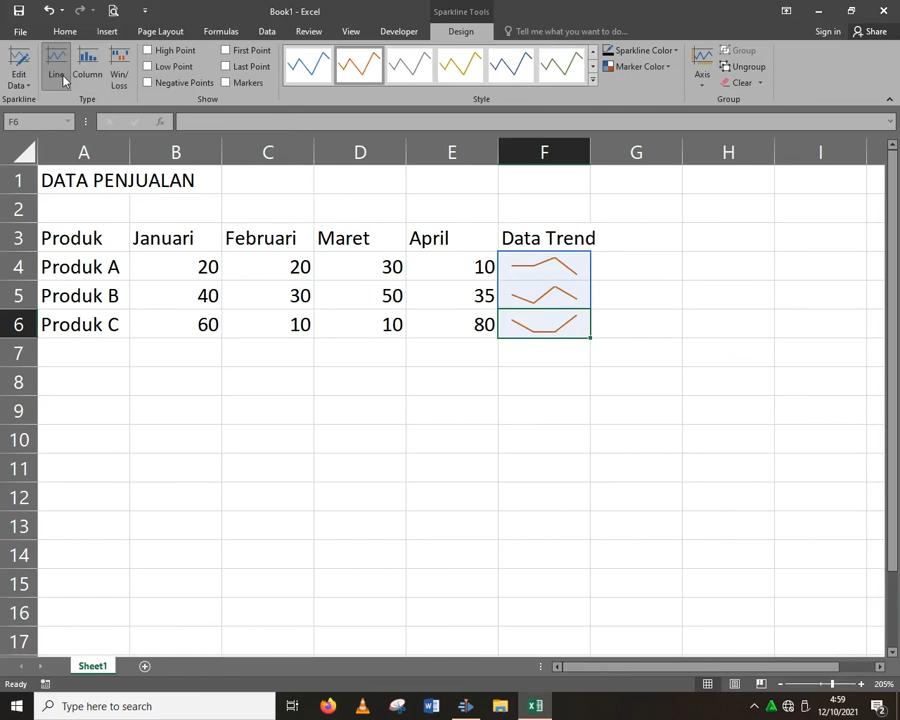 Book1 - Excel
Sparkline Tools
File Home Insert Page Layout Formulas Data Review View Developer Design Tell me what you want to do... Sign in Share
Edit Data Line Column Win/Loss
High Point First Point
Low Point Last Point
Negative Points Markers
Sparkline Color
Marker Color
Axis Group
Ungroup
Clear
Sparkline Type Show Style Group
F6 fx
A B C D E F G H I
1 DATA PENJUALAN
2
3 Produk Januari Februari Maret April Data Trend
4 Produk A 20 20 30 10
5 Produk B 40 30 50 35
6 Produk C 60 10 10 80
7
8
9
10
11
12
13
14
15
16
17
Sheet1
Ready 205%
Type here to search
4:59
12/10/2021
2